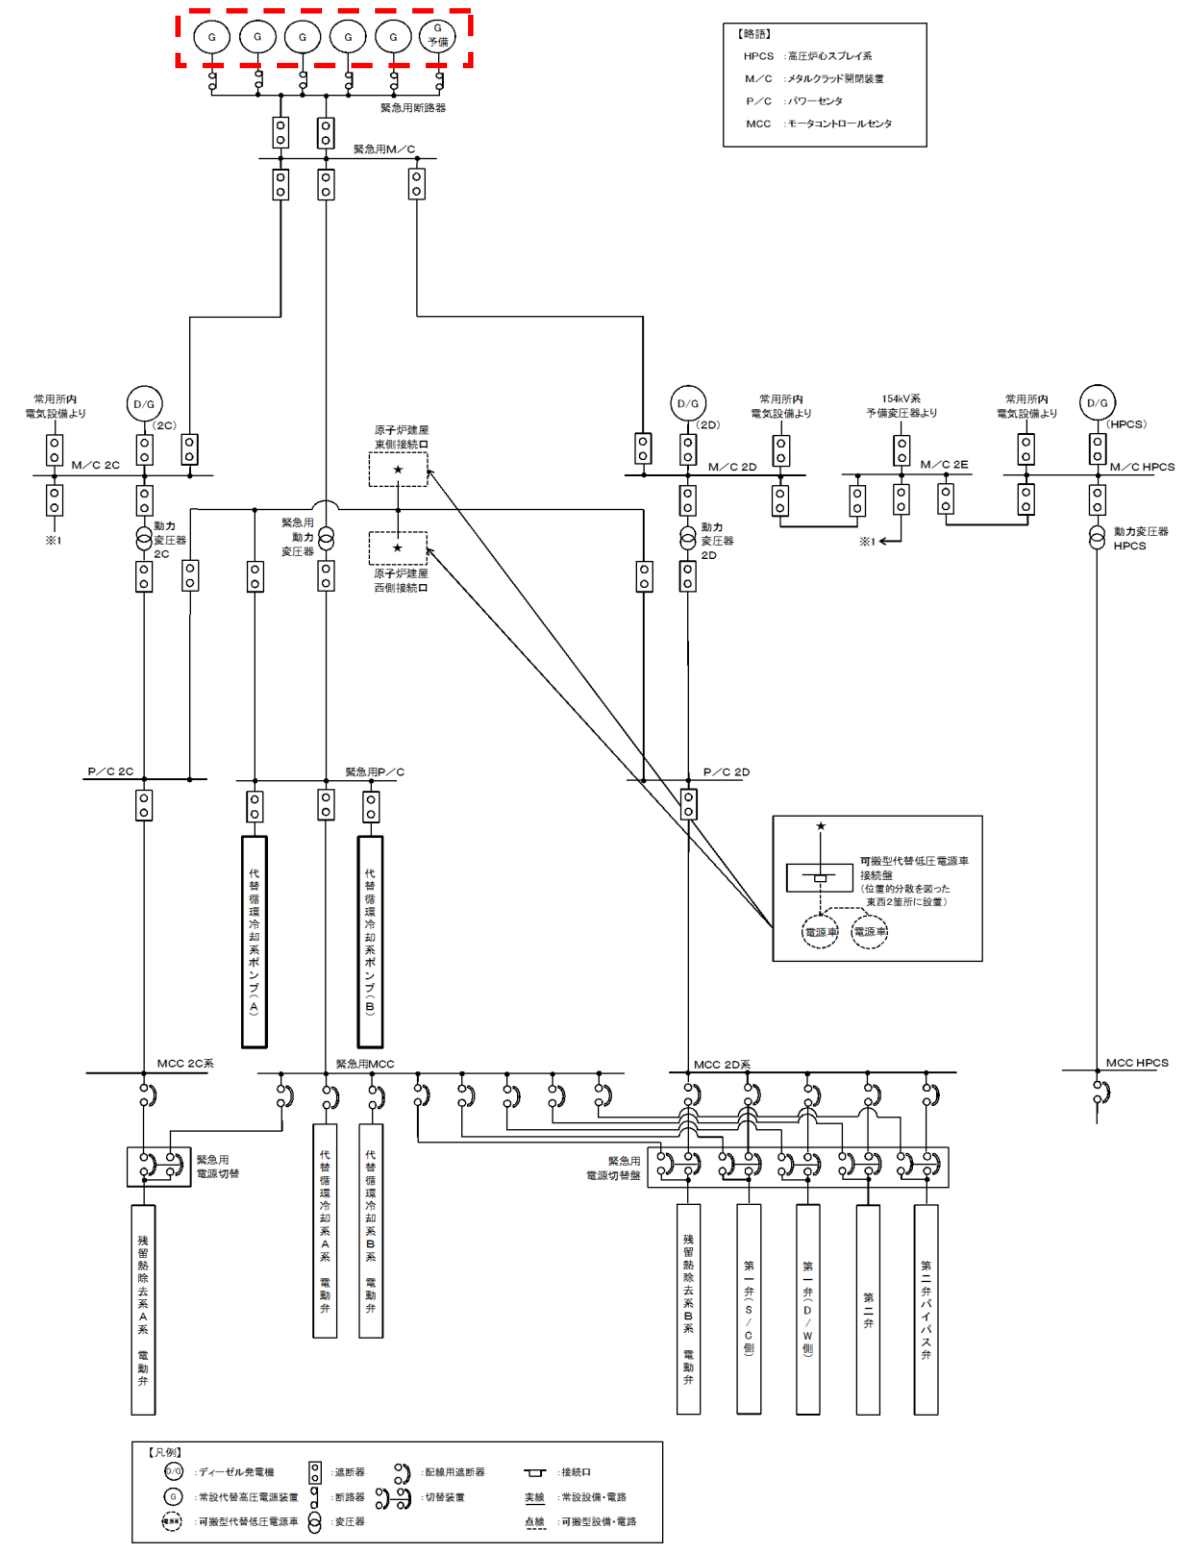 G
G
G
G
G
G
予備
緊急用断路器
【略語】
HPCS ：高圧炉心スプレイ系
M／C ：メタルクラッド開閉装置
P／C ：パワーセンタ
MCC ：モータコントロールセンタ
緊急用M／C
常用所内
電気設備より
D/G
(2C)
M／C 2C
※1
動力
変圧器
2C
緊急用
動力
変圧器
原子炉建屋
東側接続口
★
★
原子炉建屋
西側接続口
D/G
(2D)
M／C 2D
動力
変圧器
2D
常用所内
電気設備より
154kV系
予備変圧器より
M／C 2E
※1
常用所内
電気設備より
D/G
(HPCS)
M／C HPCS
動力変圧器
HPCS
P／C 2C
緊急用P／C
P／C 2D
代替循環冷却系ポンプ(A)
代替循環冷却系ポンプ(B)
★
可搬型代替低圧電源車
接続盤
(位置的分散を図った
東西2箇所に設置)
電源車
電源車
MCC 2C系
緊急用MCC
MCC 2D系
MCC HPCS
緊急用
電源切替
緊急用
電源切替盤
残留熱除去系A系 電動弁
代替循環冷却系A系 電動弁
代替循環冷却系B系 電動弁
残留熱除去系B系 電動弁
第一弁(S/C側)
第一弁(D/W側)
第二弁
第二弁バイパス弁
【凡例】
D/G ：ディーゼル発電機
：遮断器
：配線用遮断器
：接続口
G ：常設代替高圧電源装置
：断路器
：切替装置
実線 ：常設設備・電路
電源車 ：可搬型代替低圧電源車
：変圧器
点線 ：可搬型設備・電路